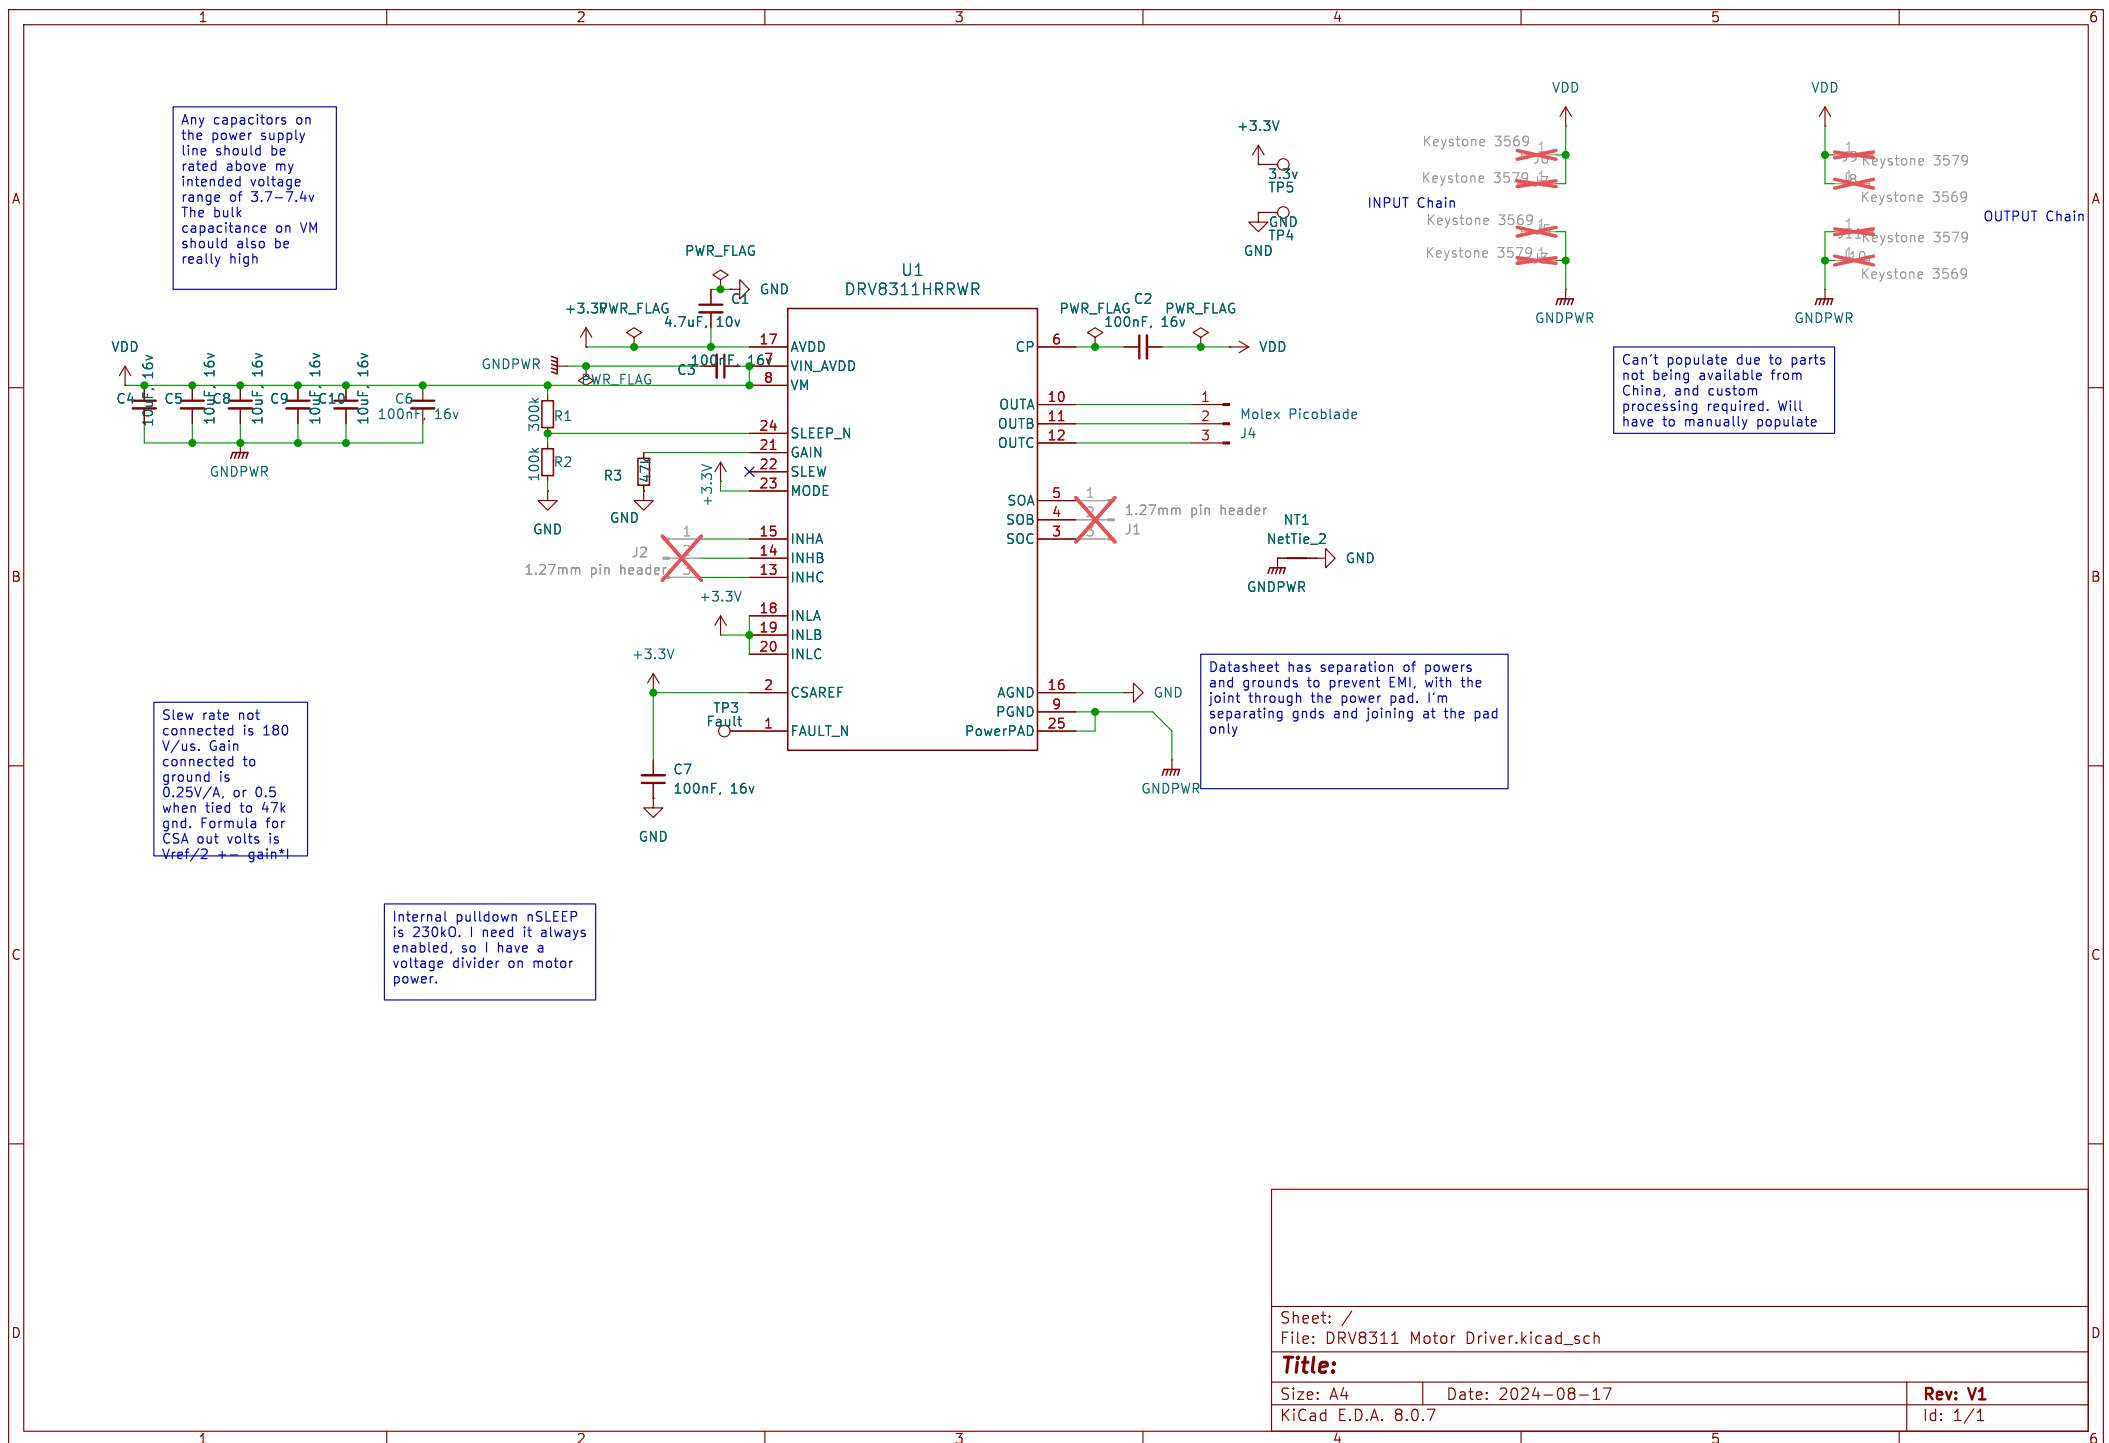 1 2 3 4 5 6
A
B
C
D
Any capacitors on
the power supply
line should be
rated above my
intended voltage
range of 3.7-7.4v
The bulk
capacitance on VM
should also be
really high
VDD
C4
10uF, 16v
C5
10uF, 16v
C8
10uF, 16v
C9
10uF, 16v
C10
10uF, 16v
C6
100nF, 16v
GNDPWR
PWR_FLAG
GND
C1
4.7uF, 10v
+3.3V
PWR_FLAG
GNDPWR
PWR_FLAG
C3
100nF, 16v
300k
R1
100k
R2
GND
R3
47k
GND
+3.3V
J2
1.27mm pin header
1
2
3
+3.3V
+3.3V
TP3
Fault
C7
100nF, 16v
GND
U1
DRV8311HRRWR
17 AVDD
7 VIN_AVDD
8 VM
24 SLEEP_N
21 GAIN
22 SLEW
23 MODE
15 INHA
14 INHB
13 INHC
18 INLA
19 INLB
20 INLC
2 CSAREF
1 FAULT_N
CP 6
OUTA 10
OUTB 11
OUTC 12
SOA 5
SOB 4
SOC 3
AGND 16
PGND 9
PowerPAD 25
PWR_FLAG
C2
100nF, 16v
PWR_FLAG
VDD
1
2
3
Molex Picoblade
J4
1
2
3
1.27mm pin header
J1
GND
GNDPWR
NT1
NetTie_2
GND
GNDPWR
+3.3V
3.3v
TP5
GND
TP4
GND
VDD
Keystone 3569
Keystone 3579
INPUT Chain
Keystone 3569
Keystone 3579
GNDPWR
VDD
Keystone 3579
Keystone 3569
OUTPUT Chain
Keystone 3579
Keystone 3569
GNDPWR
Can't populate due to parts
not being available from
China, and custom
processing required. Will
have to manually populate
Datasheet has separation of powers
and grounds to prevent EMI, with the
joint through the power pad. I'm
separating gnds and joining at the pad
only
Slew rate not
connected is 180
V/us. Gain
connected to
ground is
0.25V/A, or 0.5
when tied to 47k
gnd. Formula for
CSA out volts is
Vref/2 +- gain*I
Internal pulldown nSLEEP
is 230kO. I need it always
enabled, so I have a
voltage divider on motor
power.
Sheet: /
File: DRV8311 Motor Driver.kicad_sch
Title:
Size: A4
Date: 2024-08-17
Rev: V1
KiCad E.D.A. 8.0.7
Id: 1/1
A
B
C
D
1 2 3 4 5 6